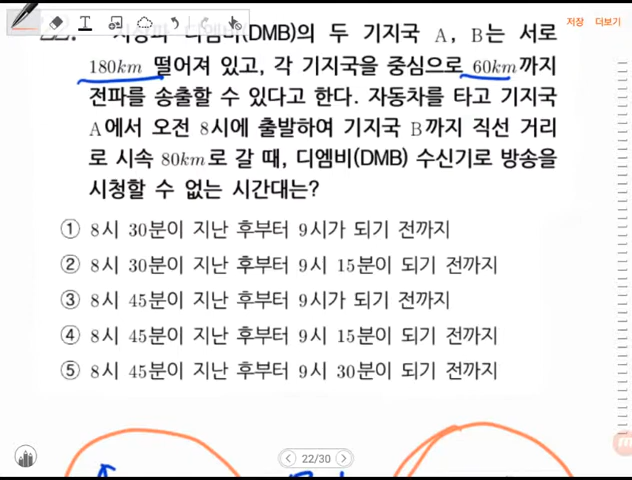 저장 더보기
디엠비(DMB)의 두 기지국 A, B는 서로
180km 떨어져 있고, 각 기지국을 중심으로 60km까지
전파를 송출할 수 있다고 한다. 자동차를 타고 기지국
A에서 오전 8시에 출발하여 기지국 B까지 직선 거리
로 시속 80km로 갈 때, 디엠비(DMB) 수신기로 방송을
시청할 수 없는 시간대는?
① 8시 30분이 지난 후부터 9시가 되기 전까지
② 8시 30분이 지난 후부터 9시 15분이 되기 전까지
③ 8시 45분이 지난 후부터 9시가 되기 전까지
④ 8시 45분이 지난 후부터 9시 15분이 되기 전까지
⑤ 8시 45분이 지난 후부터 9시 30분이 되기 전까지
22/30